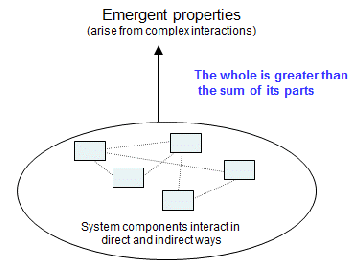 Emergent properties
(arise from complex interactions)
The whole is greater than
the sum of its parts
System components interact in
direct and indirect ways